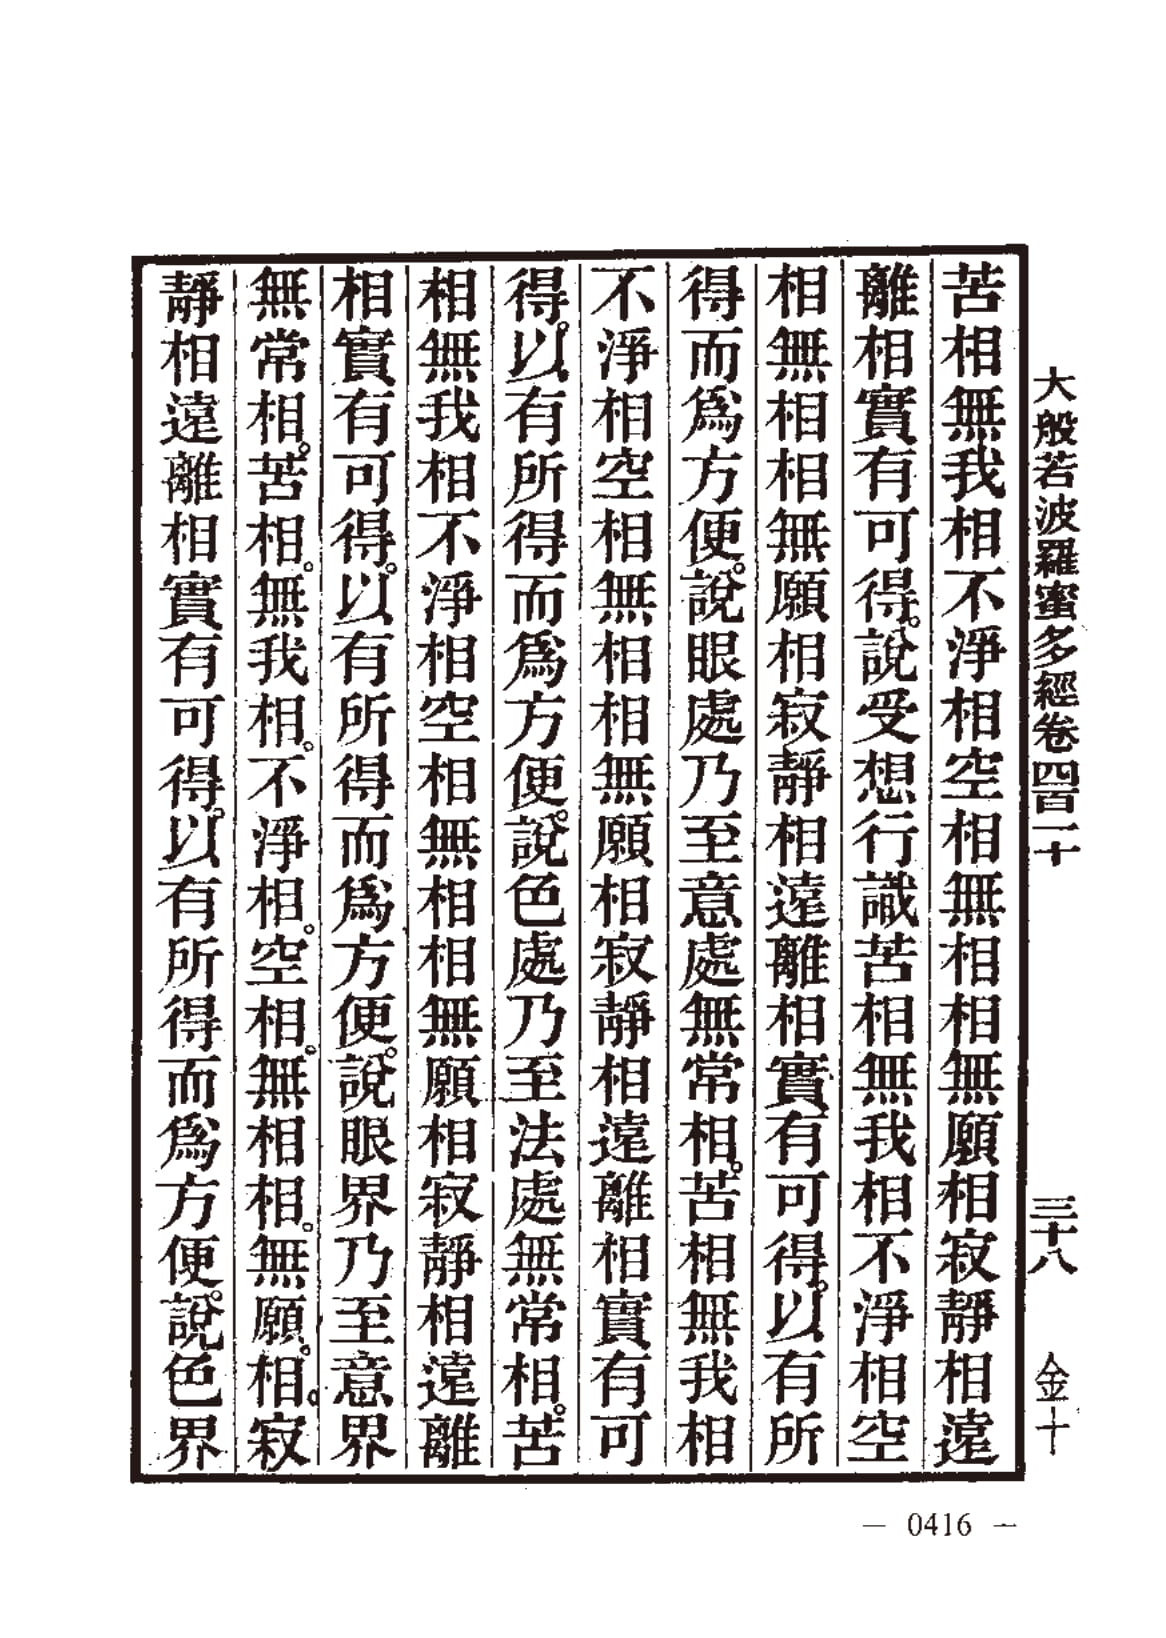 大般若波羅蜜多經卷四百一十 三十八 金十
苦相無我相不淨相空相無相相無願相寂靜相遠
離相實有可得。說受想行識苦相無我相不淨相空
相無相相無願相寂靜相遠離相實有可得。以有所
得而爲方便。說眼處乃至意處無常相。苦相無我相
不淨相空相無相相無願相寂靜相遠離相實有可
得。以有所得而爲方便。說色處乃至法處無常相。苦
相無我相不淨相空相無相相無願相寂靜相遠離
相實有可得。以有所得而爲方便。說眼界乃至意界
無常相。苦相。無我相。不淨相。空相。無相相。無願。相。寂
靜相遠離相實有可得。以有所得而爲方便。說色界
— 0416 —